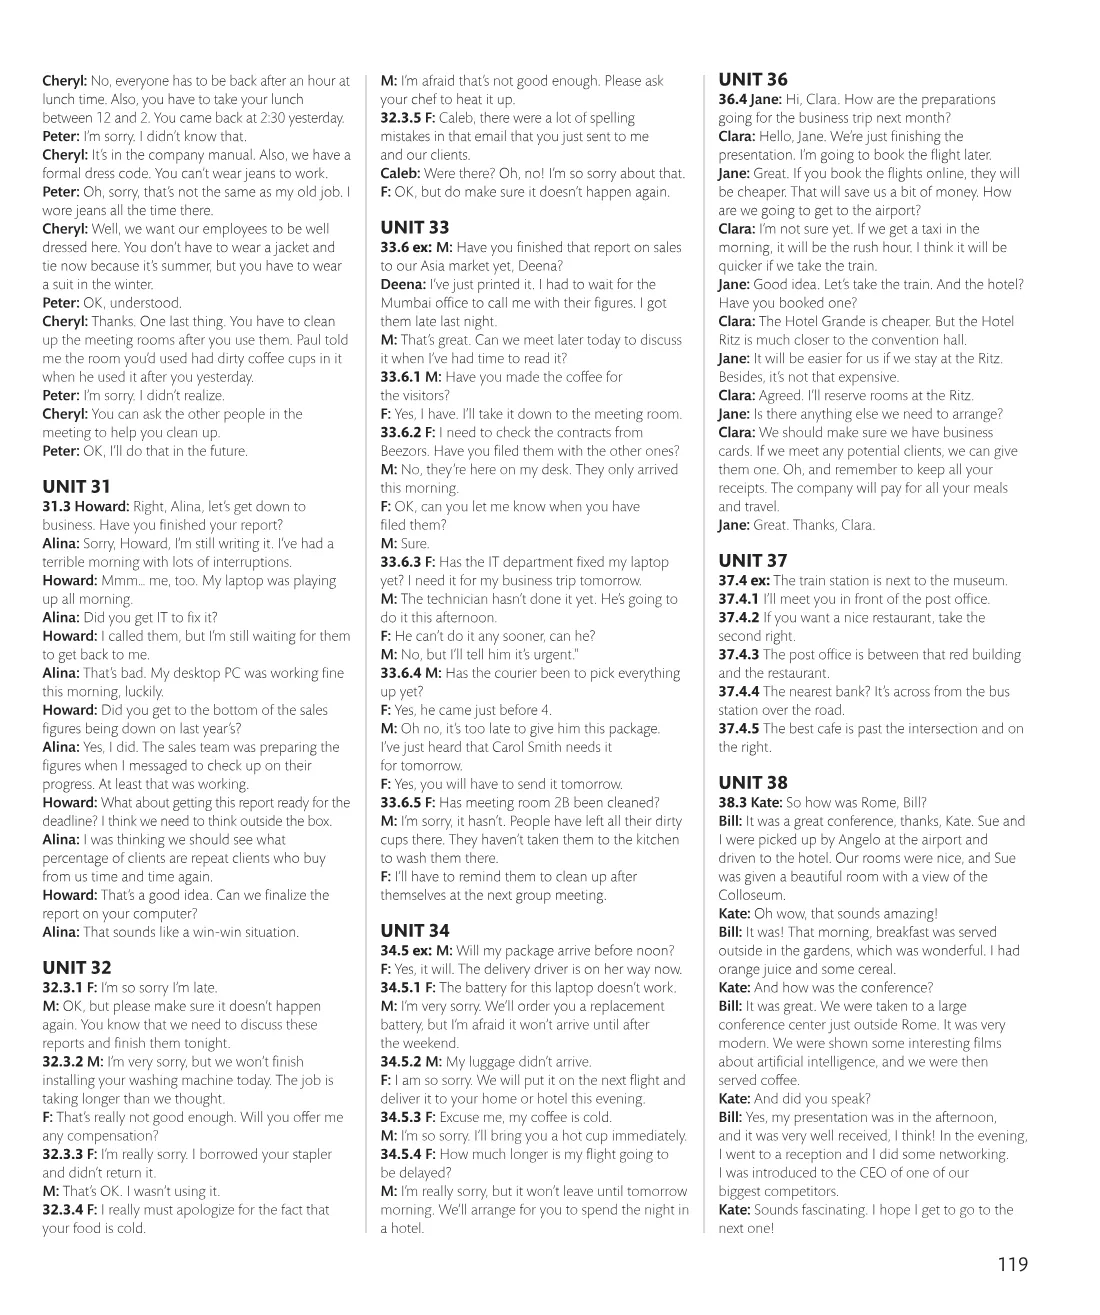 Cheryl: No, everyone has to be back after an hour at
lunch time. Also, you have to take your lunch
between 12 and 2. You came back at 2:30 yesterday.
Peter: I'm sorry. I didn't know that.
Cheryl: It's in the company manual. Also, we have a
formal dress code. You can't wear jeans to work.
Peter: Oh, sorry, that's not the same as my old job. I
wore jeans all the time there.
Cheryl: Well, we want our employees to be well
dressed here. You don't have to wear a jacket and
tie now because it's summer, but you have to wear
a suit in the winter.
Peter: OK, understood.
Cheryl: Thanks. One last thing. You have to clean
up the meeting rooms after you use them. Paul told
me the room you'd used had dirty coffee cups in it
when he used it after you yesterday.
Peter: I'm sorry. I didn't realize.
Cheryl: You can ask the other people in the
meeting to help you clean up.
Peter: OK, I'll do that in the future.
UNIT 31
31.3 Howard: Right, Alina, let's get down to
business. Have you finished your report?
Alina: Sorry, Howard, I'm still writing it. I've had a
terrible morning with lots of interruptions.
Howard: Mmm… me, too. My laptop was playing
up all morning.
Alina: Did you get IT to fix it?
Howard: I called them, but I'm still waiting for them
to get back to me.
Alina: That's bad. My desktop PC was working fine
this morning, luckily.
Howard: Did you get to the bottom of the sales
figures being down on last year's?
Alina: Yes, I did. The sales team was preparing the
figures when I messaged to check up on their
progress. At least that was working.
Howard: What about getting this report ready for the
deadline? I think we need to think outside the box.
Alina: I was thinking we should see what
percentage of clients are repeat clients who buy
from us time and time again.
Howard: That's a good idea. Can we finalize the
report on your computer?
Alina: That sounds like a win-win situation.
UNIT 32
32.3.1 F: I'm so sorry I'm late.
M: OK, but please make sure it doesn't happen
again. You know that we need to discuss these
reports and finish them tonight.
32.3.2 M: I'm very sorry, but we won't finish
installing your washing machine today. The job is
taking longer than we thought.
F: That's really not good enough. Will you offer me
any compensation?
32.3.3 F: I'm really sorry. I borrowed your stapler
and didn't return it.
M: That's OK. I wasn't using it.
32.3.4 F: I really must apologize for the fact that
your food is cold.
M: I'm afraid that's not good enough. Please ask
your chef to heat it up.
32.3.5 F: Caleb, there were a lot of spelling
mistakes in that email that you just sent to me
and our clients.
Caleb: Were there? Oh, no! I'm so sorry about that.
F: OK, but do make sure it doesn't happen again.
UNIT 33
33.6 ex: M: Have you finished that report on sales
to our Asia market yet, Deena?
Deena: I've just printed it. I had to wait for the
Mumbai office to call me with their figures. I got
them late last night.
M: That's great. Can we meet later today to discuss
it when I've had time to read it?
33.6.1 M: Have you made the coffee for
the visitors?
F: Yes, I have. I'll take it down to the meeting room.
33.6.2 F: I need to check the contracts from
Beezors. Have you filed them with the other ones?
M: No, they're here on my desk. They only arrived
this morning.
F: OK, can you let me know when you have
filed them?
M: Sure.
33.6.3 F: Has the IT department fixed my laptop
yet? I need it for my business trip tomorrow.
M: The technician hasn't done it yet. He's going to
do it this afternoon.
F: He can't do it any sooner, can he?
M: No, but I'll tell him it's urgent."
33.6.4 M: Has the courier been to pick everything
up yet?
F: Yes, he came just before 4.
M: Oh no, it's too late to give him this package.
I've just heard that Carol Smith needs it
for tomorrow.
F: Yes, you will have to send it tomorrow.
33.6.5 F: Has meeting room 2B been cleaned?
M: I'm sorry, it hasn't. People have left all their dirty
cups there. They haven't taken them to the kitchen
to wash them there.
F: I'll have to remind them to clean up after
themselves at the next group meeting.
UNIT 34
34.5 ex: M: Will my package arrive before noon?
F: Yes, it will. The delivery driver is on her way now.
34.5.1 F: The battery for this laptop doesn't work.
M: I'm very sorry. We'll order you a replacement
battery, but I'm afraid it won't arrive until after
the weekend.
34.5.2 M: My luggage didn't arrive.
F: I am so sorry. We will put it on the next flight and
deliver it to your home or hotel this evening.
34.5.3 F: Excuse me, my coffee is cold.
M: I'm so sorry. I'll bring you a hot cup immediately.
34.5.4 F: How much longer is my flight going to
be delayed?
M: I'm really sorry, but it won't leave until tomorrow
morning. We'll arrange for you to spend the night in
a hotel.
UNIT 36
36.4 Jane: Hi, Clara. How are the preparations
going for the business trip next month?
Clara: Hello, Jane. We're just finishing the
presentation. I'm going to book the flight later.
Jane: Great. If you book the flights online, they will
be cheaper. That will save us a bit of money. How
are we going to get to the airport?
Clara: I'm not sure yet. If we get a taxi in the
morning, it will be the rush hour. I think it will be
quicker if we take the train.
Jane: Good idea. Let's take the train. And the hotel?
Have you booked one?
Clara: The Hotel Grande is cheaper. But the Hotel
Ritz is much closer to the convention hall.
Jane: It will be easier for us if we stay at the Ritz.
Besides, it's not that expensive.
Clara: Agreed. I'll reserve rooms at the Ritz.
Jane: Is there anything else we need to arrange?
Clara: We should make sure we have business
cards. If we meet any potential clients, we can give
them one. Oh, and remember to keep all your
receipts. The company will pay for all your meals
and travel.
Jane: Great. Thanks, Clara.
UNIT 37
37.4 ex: The train station is next to the museum.
37.4.1 I'll meet you in front of the post office.
37.4.2 If you want a nice restaurant, take the
second right.
37.4.3 The post office is between that red building
and the restaurant.
37.4.4 The nearest bank? It's across from the bus
station over the road.
37.4.5 The best cafe is past the intersection and on
the right.
UNIT 38
38.3 Kate: So how was Rome, Bill?
Bill: It was a great conference, thanks, Kate. Sue and
I were picked up by Angelo at the airport and
driven to the hotel. Our rooms were nice, and Sue
was given a beautiful room with a view of the
Colloseum.
Kate: Oh wow, that sounds amazing!
Bill: It was! That morning, breakfast was served
outside in the gardens, which was wonderful. I had
orange juice and some cereal.
Kate: And how was the conference?
Bill: It was great. We were taken to a large
conference center just outside Rome. It was very
modern. We were shown some interesting films
about artificial intelligence, and we were then
served coffee.
Kate: And did you speak?
Bill: Yes, my presentation was in the afternoon,
and it was very well received, I think! In the evening,
I went to a reception and I did some networking.
I was introduced to the CEO of one of our
biggest competitors.
Kate: Sounds fascinating. I hope I get to go to the
next one!
119